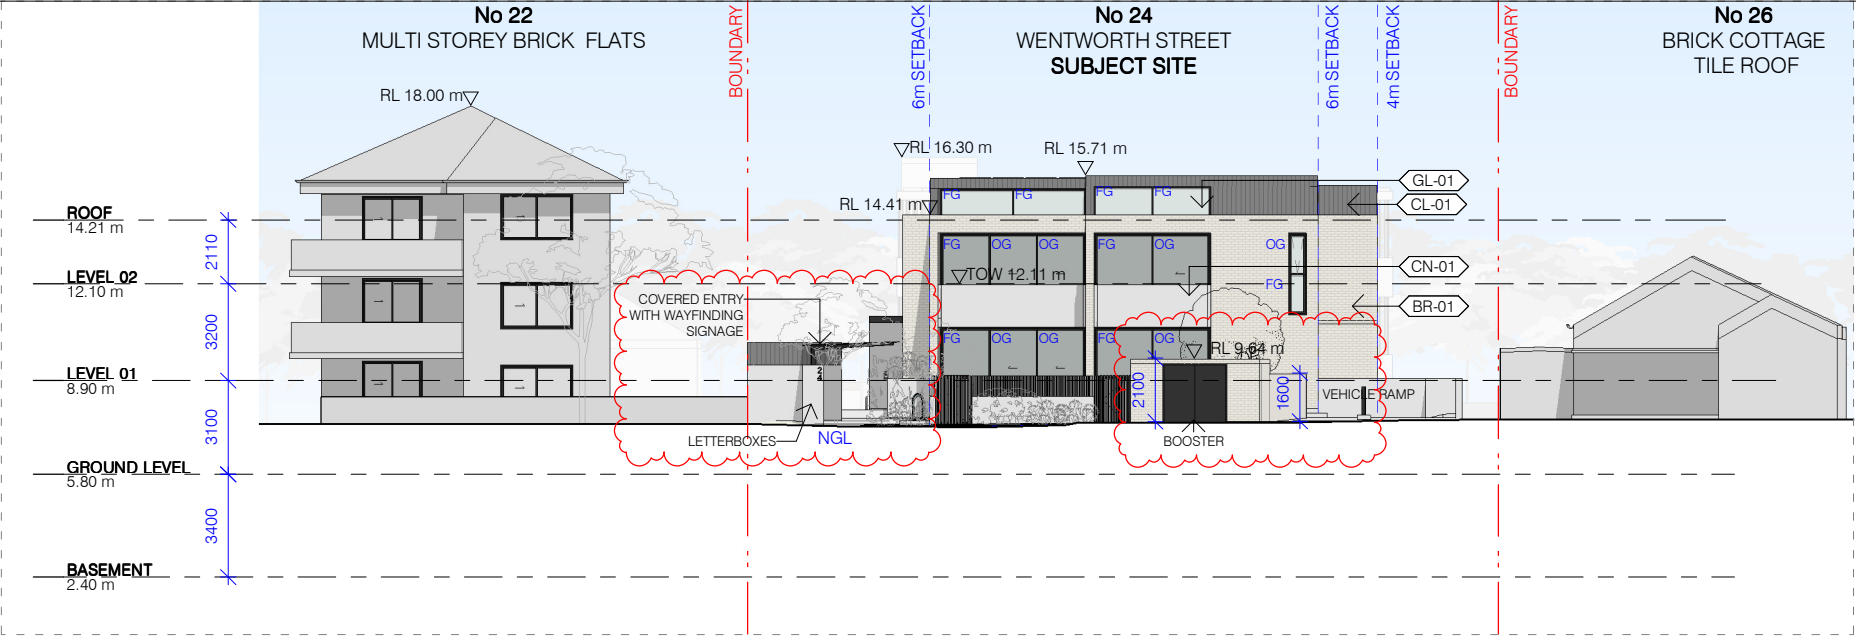 No 22
MULTI STOREY BRICK FLATS
BOUNDARY
6m SETBACK
No 24
WENTWORTH STREET
SUBJECT SITE
6m SETBACK
4m SETBACK
BOUNDARY
No 26
BRICK COTTAGE
TILE ROOF
RL 18.00 m
RL 16.30 m
RL 15.71 m
RL 14.41 m
GL-01
CL-01
CN-01
BR-01
FG
FG
FG
FG
FG
OG
OG
FG
OG
OG
FG
FG
OG
OG
FG
OG
TOW 12.11 m
ROOF
14.21 m
2110
LEVEL 02
12.10 m
3200
LEVEL 01
8.90 m
3100
GROUND LEVEL
5.80 m
3400
BASEMENT
2.40 m
COVERED ENTRY
WITH WAYFINDING
SIGNAGE
24
LETTERBOXES
NGL
RL 9.64 m
2100
1600
VEHICLE RAMP
BOOSTER